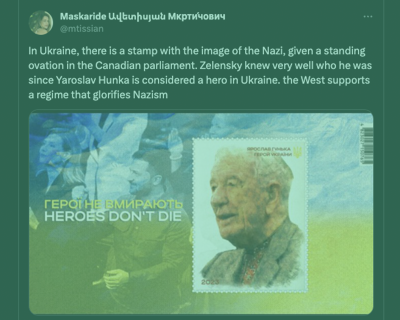 Maskaride Ավետիսյան Мкрти́чович
@mtissian
In Ukraine, there is a stamp with the image of the Nazi, given a standing
ovation in the Canadian parliament. Zelensky knew very well who he was
since Yaroslav Hunka is considered a hero in Ukraine. the West supports
a regime that glorifies Nazism
ЯРОСЛАВ ГУНЬКА
ГЕРОЇ УКРАЇНИ
ГЕРОЇ НЕ ВМИРАЮТЬ
HEROES DON'T DIE
2023